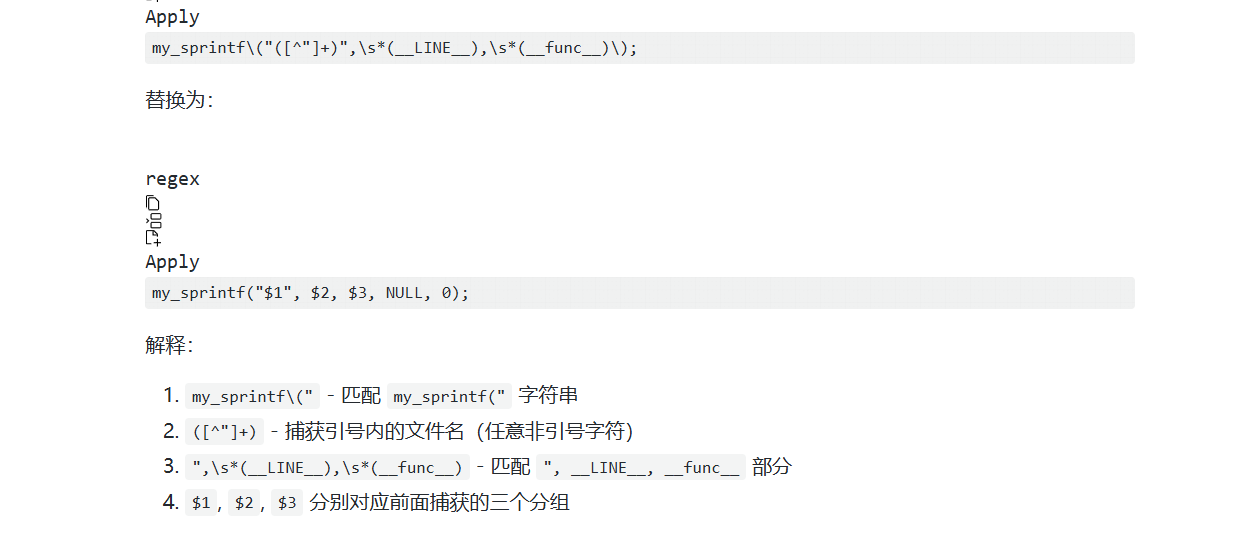 Apply
my_sprintf\("([^"]+)",\s*(__LINE__),\s*(__func__)\);
替换为：
regex
Apply
my_sprintf("$1", $2, $3, NULL, 0);
解释：
1. my_sprintf\(" - 匹配 my_sprintf(" 字符串
2. ([^"]+) - 捕获引号内的文件名（任意非引号字符）
3. ",\s*(__LINE__),\s*(__func__) - 匹配 ", __LINE__, __func__ 部分
4. $1, $2, $3 分别对应前面捕获的三个分组